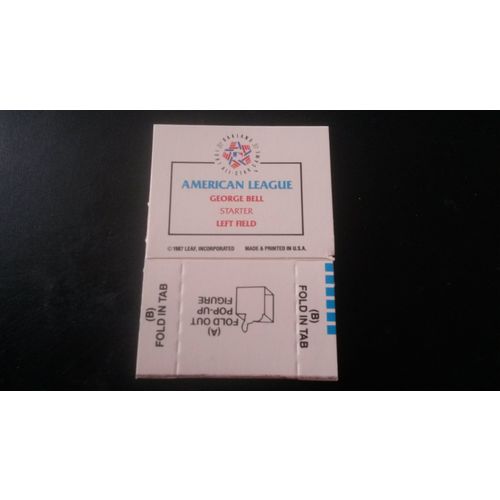 AMERICAN LEAGUE
GEORGE BELL
STARTER
LEFT FIELD
© 1987 LEAF, INCORPORATED MADE & PRINTED IN U.S.A.
(B)
FOLD IN TAB
(A)
FOLD OUT
POP-UP
FIGURE
(B)
FOLD IN TAB